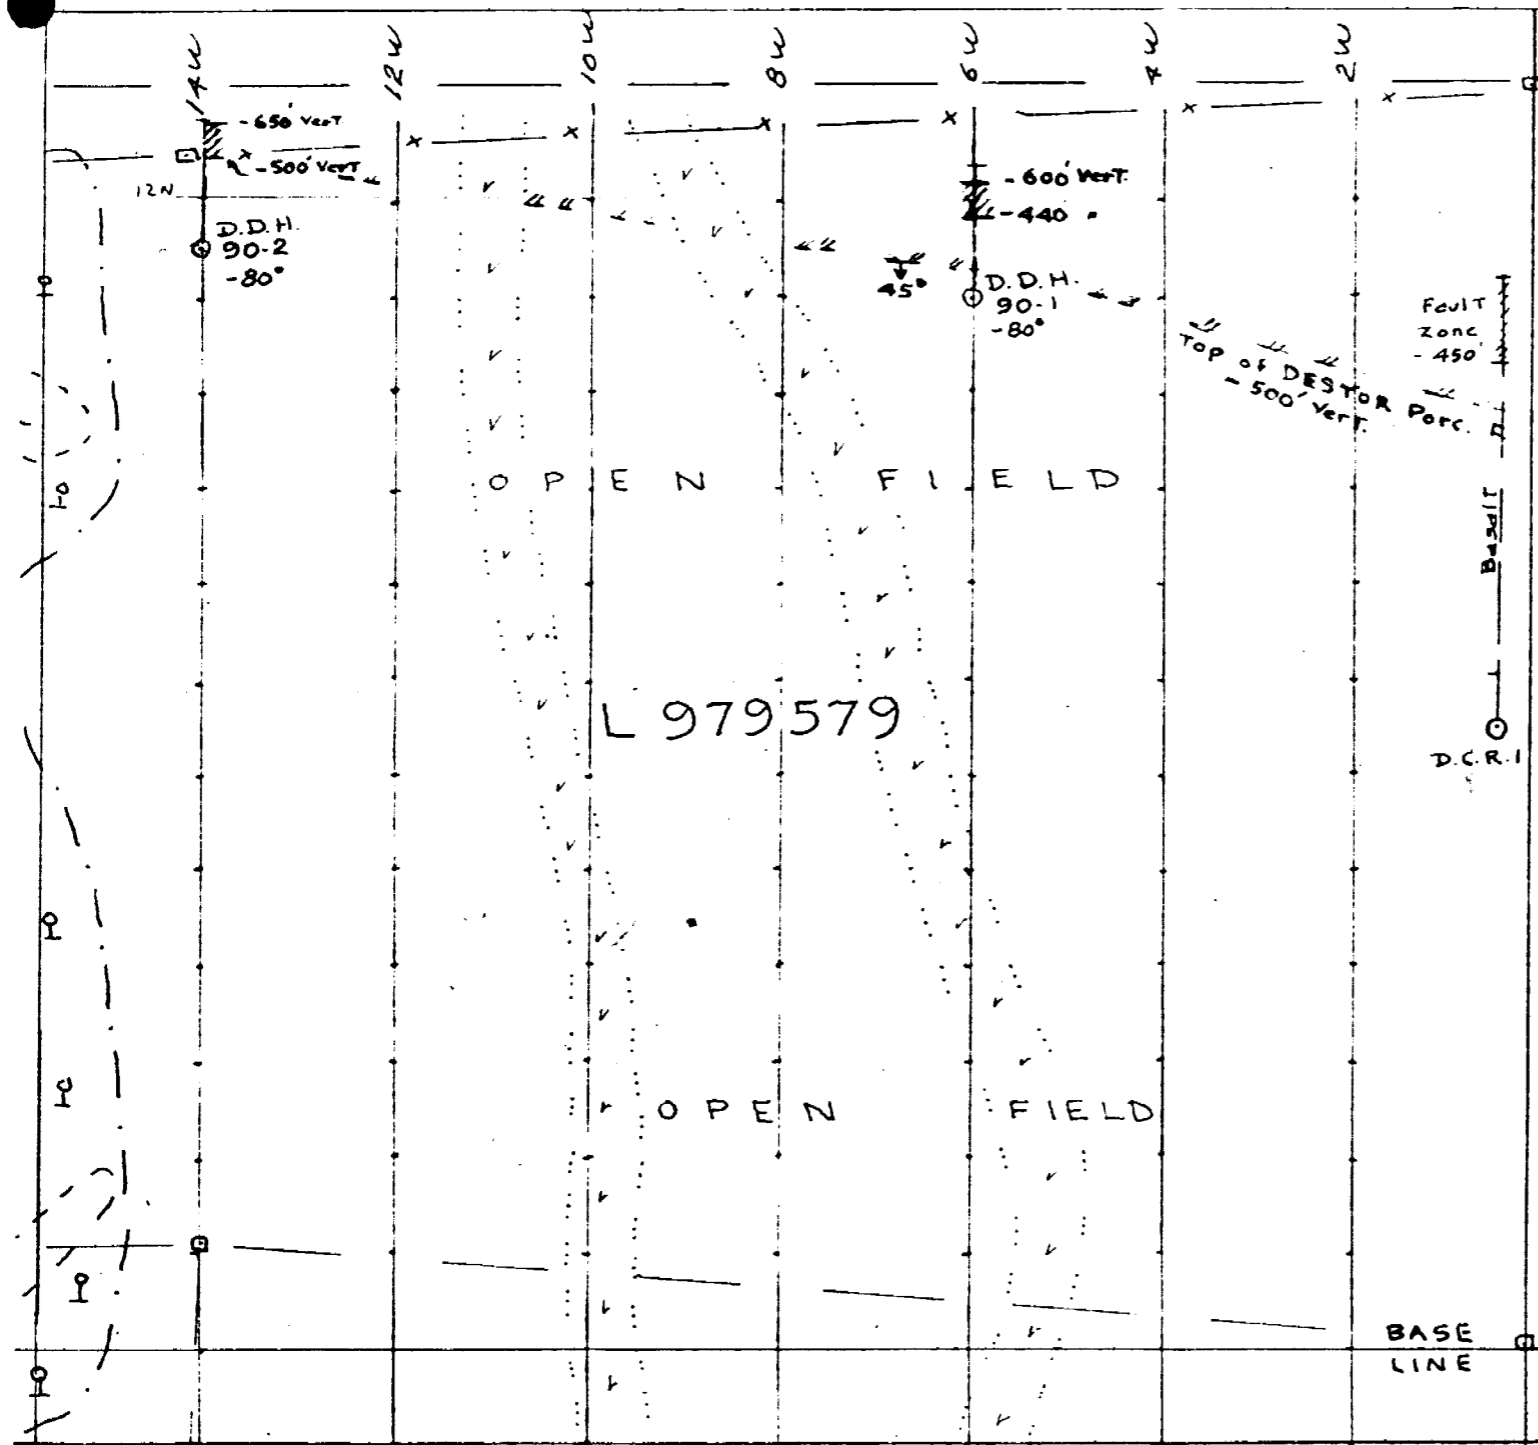 14W
12W
10W
8W
6W
4W
2W
-650' Vert
-500' Vert
12N
D.D.H.
90-2
-80°
-600' Vert.
-440 "
45°
D.D.H.
90-1
-80°
Fault
Zone
-450'
TOP of DESTOR Porc.
-500' Vert.
OPEN FIELD
Basalt
L 979579
D.C.R.1
OPEN FIELD
BASE
LINE